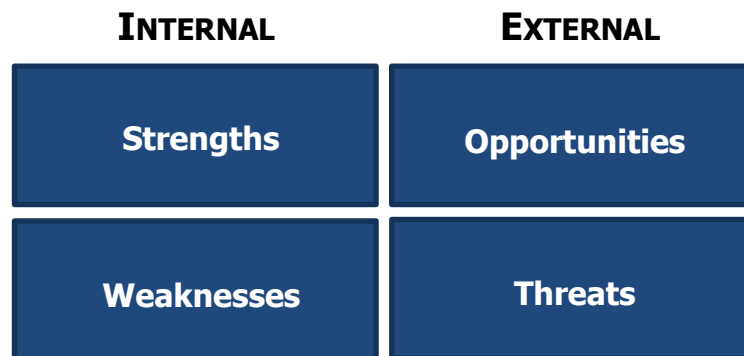 INTERNAL
EXTERNAL
Strengths
Opportunities
Weaknesses
Threats